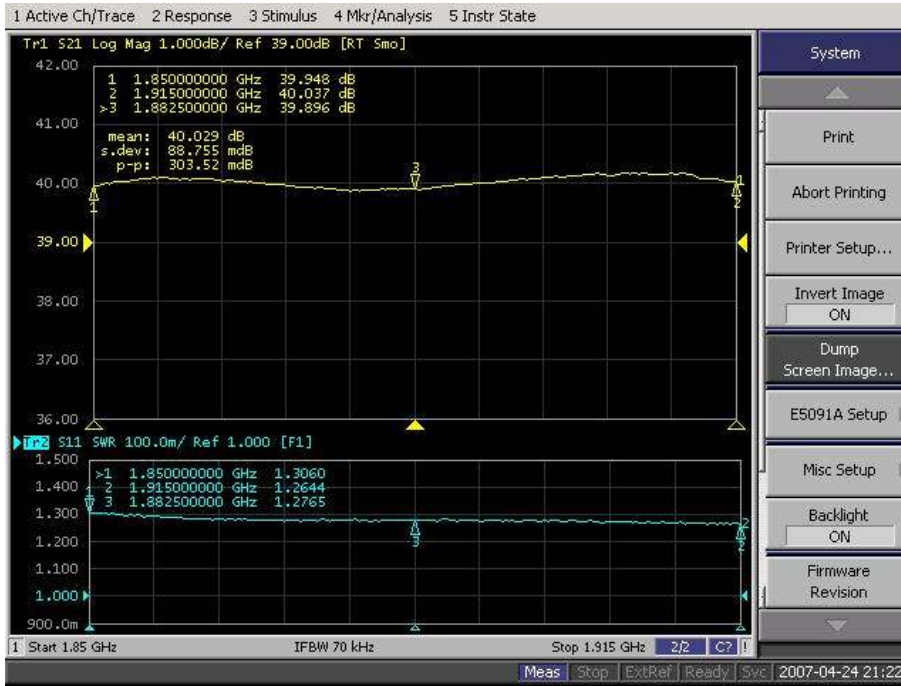 1 Active Ch/Trace 2 Response 3 Stimulus 4 Mkr/Analysis 5 Instr State
Tr1 S21 Log Mag 1.000dB/ Ref 39.00dB [RT Smo]
42.00
1 1.850000000 GHz 39.948 dB
2 1.915000000 GHz 40.037 dB
>3 1.882500000 GHz 39.896 dB
41.00
mean: 40.029 dB
s.dev: 88.755 mdB
p-p: 303.52 mdB
3
40.00
1
1
2
39.00
38.00
37.00
36.00
Tr2 S11 SWR 100.0m/ Ref 1.000 [F1]
1.500
>1 1.850000000 GHz 1.3060
1.400
2 1.915000000 GHz 1.2644
3 1.882500000 GHz 1.2765
1
1.300
2
1.200
3
2
1.100
1.000
900.0m
1 Start 1.85 GHz IFBW 70 kHz Stop 1.915 GHz 2/2 C? !
System
Print
Abort Printing
Printer Setup...
Invert Image
ON
Dump
Screen Image...
E5091A Setup
Misc Setup
Backlight
ON
Firmware
Revision
Meas Stop ExtRef Ready Svc 2007-04-24 21:22